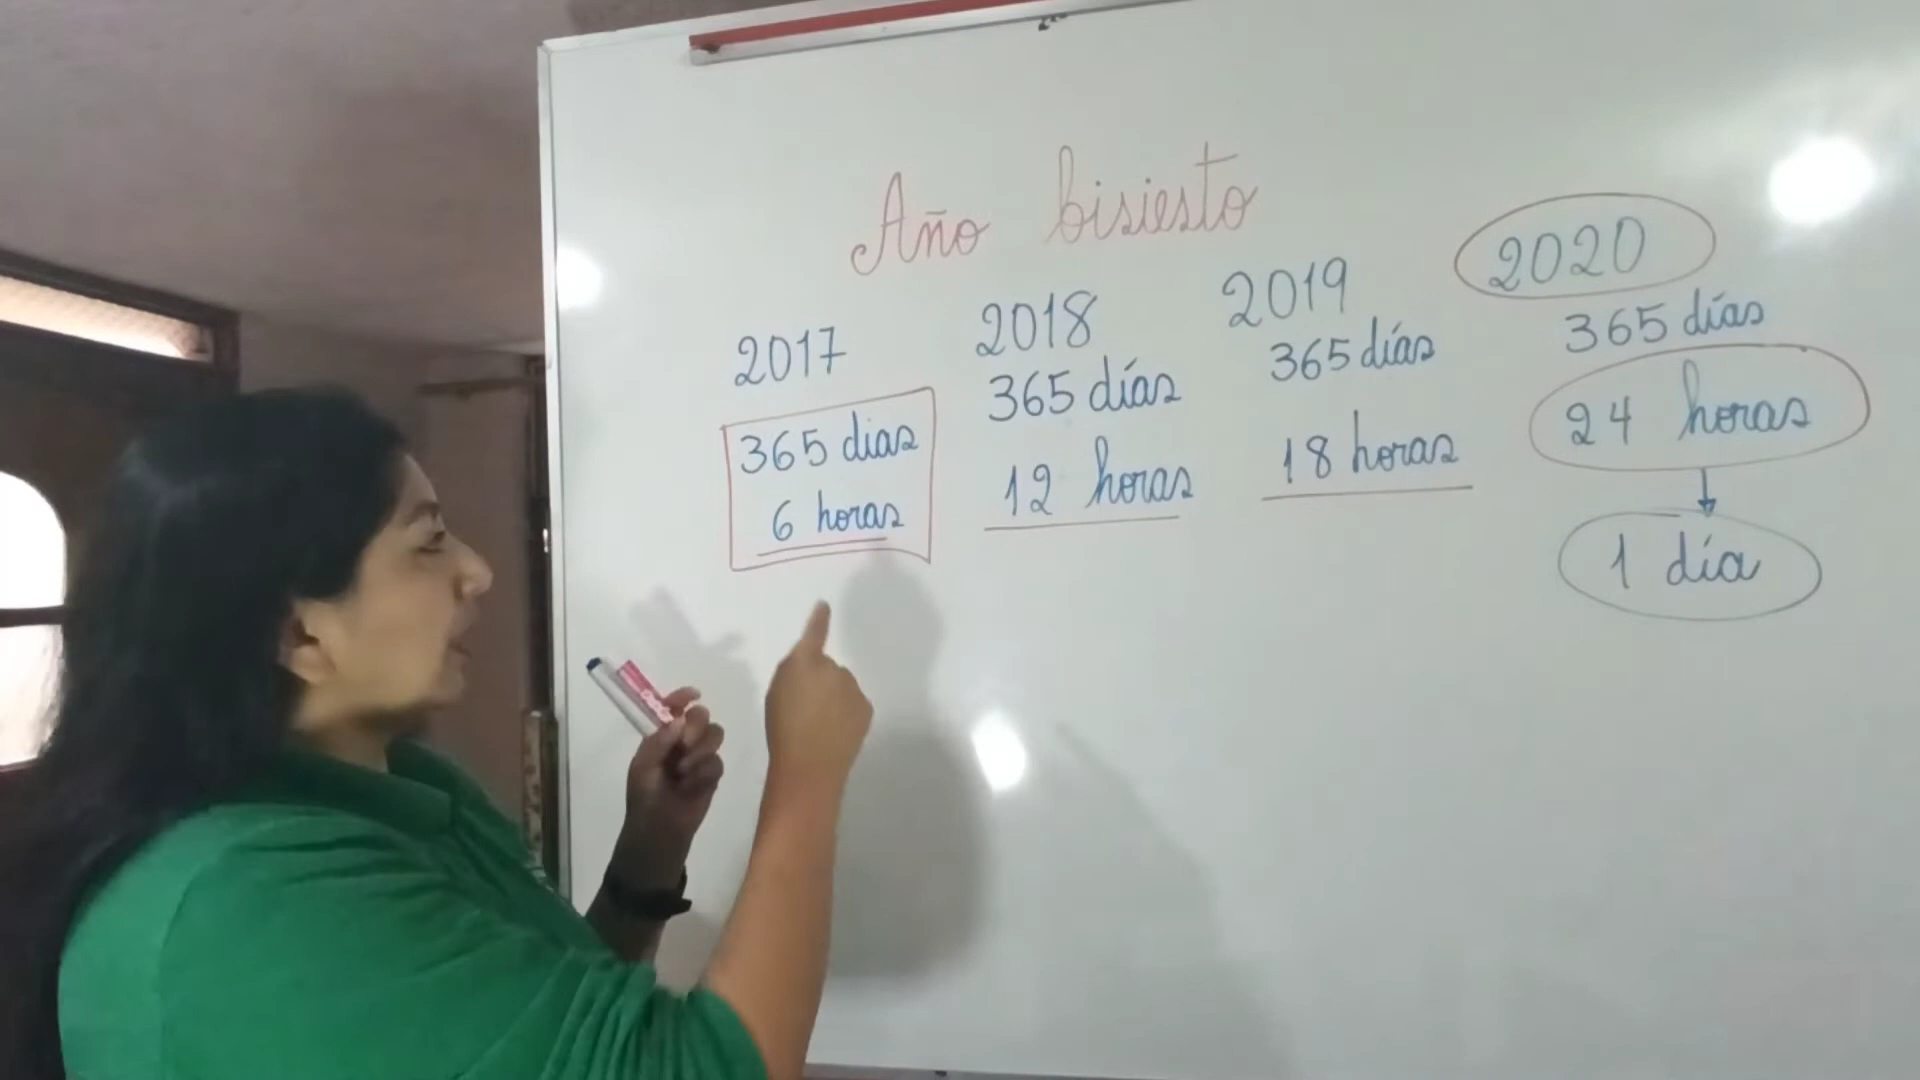 Año bisiesto
2017
365 dias
6 horas
2018
365 días
12 horas
2019
365 días
18 horas
2020
365 días
24 horas
1 día